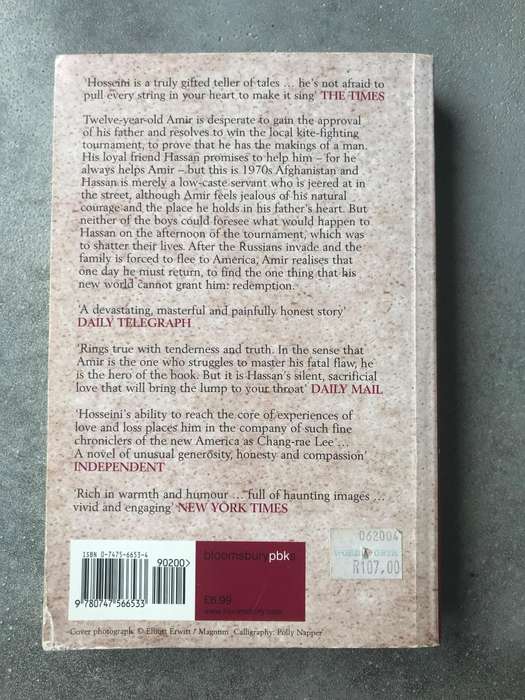 ‘Hosseini is a truly gifted teller of tales … he’s not afraid to
pull every string in your heart to make it sing’ THE TIMES
Twelve-year-old Amir is desperate to gain the approval
of his father and resolves to win the local kite-fighting
tournament, to prove that he has the makings of a man.
His loyal friend Hassan promises to help him – for he
always helps Amir – but this is 1970s Afghanistan and
Hassan is merely a low-caste servant who is jeered at in
the street, although Amir feels jealous of his natural
courage and the place he holds in his father’s heart. But
neither of the boys could foresee what would happen to
Hassan on the afternoon of the tournament, which was
to shatter their lives. After the Russians invade and the
family is forced to flee to America, Amir realises that
one day he must return, to find the one thing that his
new world cannot grant him: redemption.
‘A devastating, masterful and painfully honest story’
DAILY TELEGRAPH
‘Rings true with tenderness and truth. In the sense that
Amir is the one who struggles to master his fatal flaw, he
is the hero of the book. But it is Hassan’s silent, sacrificial
love that will bring the lump to your throat’ DAILY MAIL
‘Hosseini’s ability to reach the core of experiences of
love and loss places him in the company of such fine
chroniclers of the new America as Chang-rae Lee …
A novel of unusual generosity, honesty and compassion’
INDEPENDENT
‘Rich in warmth and humour … full of haunting images …
vivid and engaging’ NEW YORK TIMES
ISBN 0-7475-6653-4
90200>
9 780747 566533
bloomsburypbks
£6.99
www.bloomsbury.com
062004
WORDSWORTH
R107,00
Cover photograph © Elliott Erwitt / Magnum Calligraphy: Polly Napper